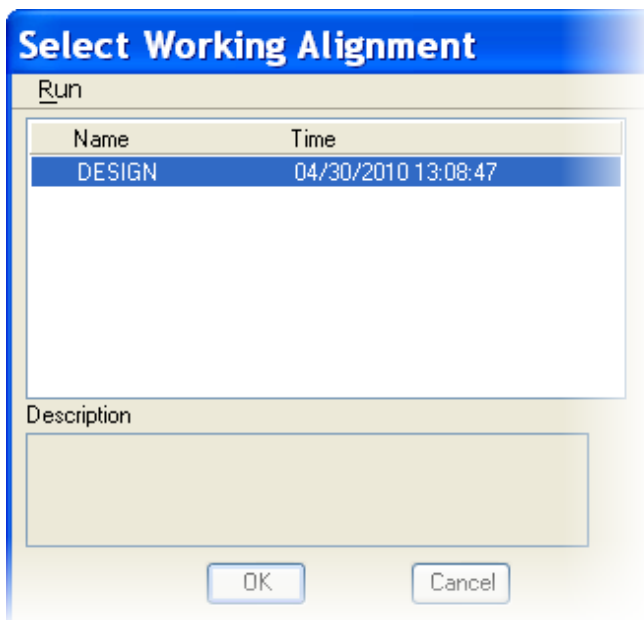 Select Working Alignment
Run
Name Time
DESIGN 04/30/2010 13:08:47
Description
OK Cancel